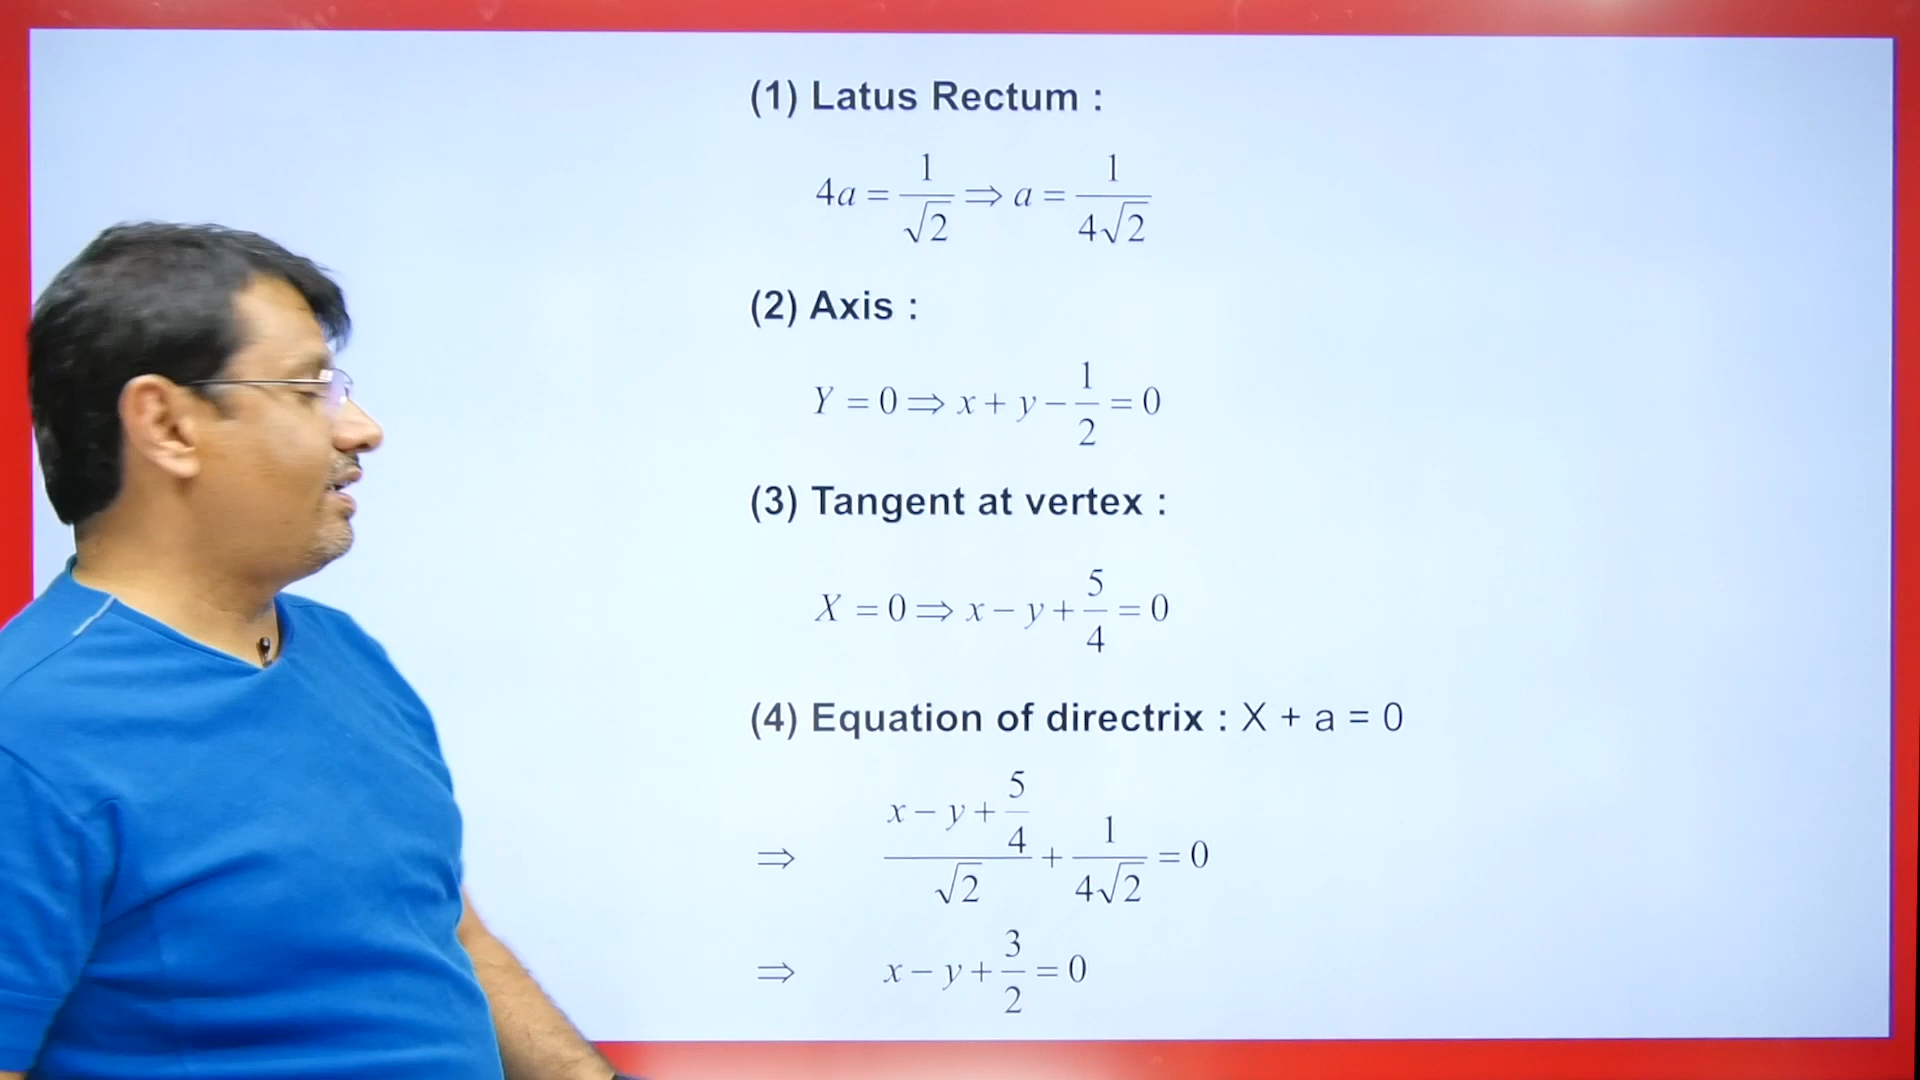 (1) Latus Rectum :
4a = 1/√2 ⇒ a = 1/(4√2)
(2) Axis :
Y = 0 ⇒ x + y − 1/2 = 0
(3) Tangent at vertex :
X = 0 ⇒ x − y + 5/4 = 0
(4) Equation of directrix : X + a = 0
⇒ (x − y + 5/4)/√2 + 1/(4√2) = 0
⇒ x − y + 3/2 = 0